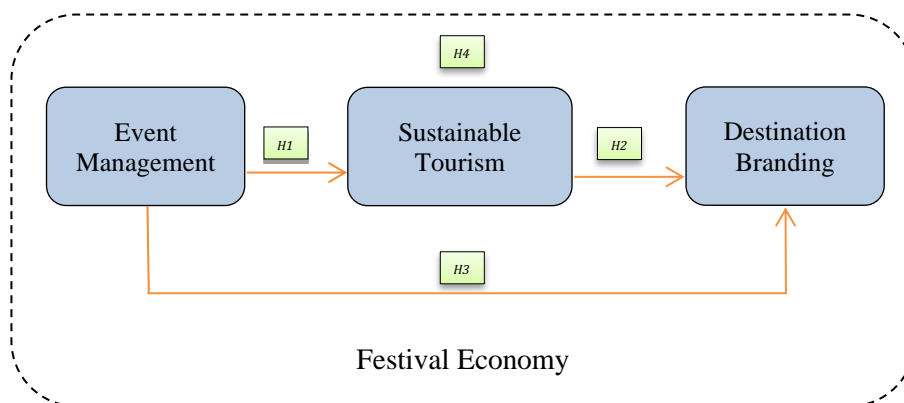 H4
Event
Management
H1
Sustainable
Tourism
H2
Destination
Branding
H3
Festival Economy